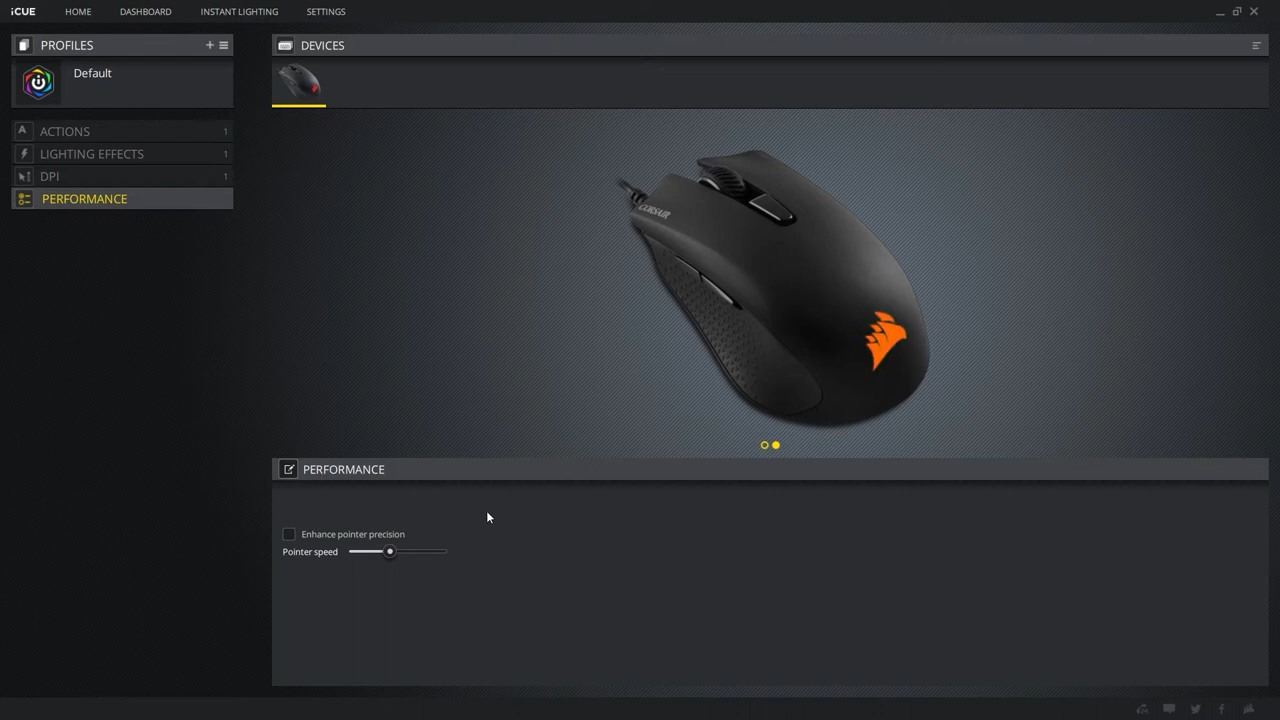 iCUE HOME DASHBOARD INSTANT LIGHTING SETTINGS
PROFILES
Default
ACTIONS 1
LIGHTING EFFECTS 1
DPI 1
PERFORMANCE
DEVICES
CORSAIR
PERFORMANCE
Enhance pointer precision
Pointer speed